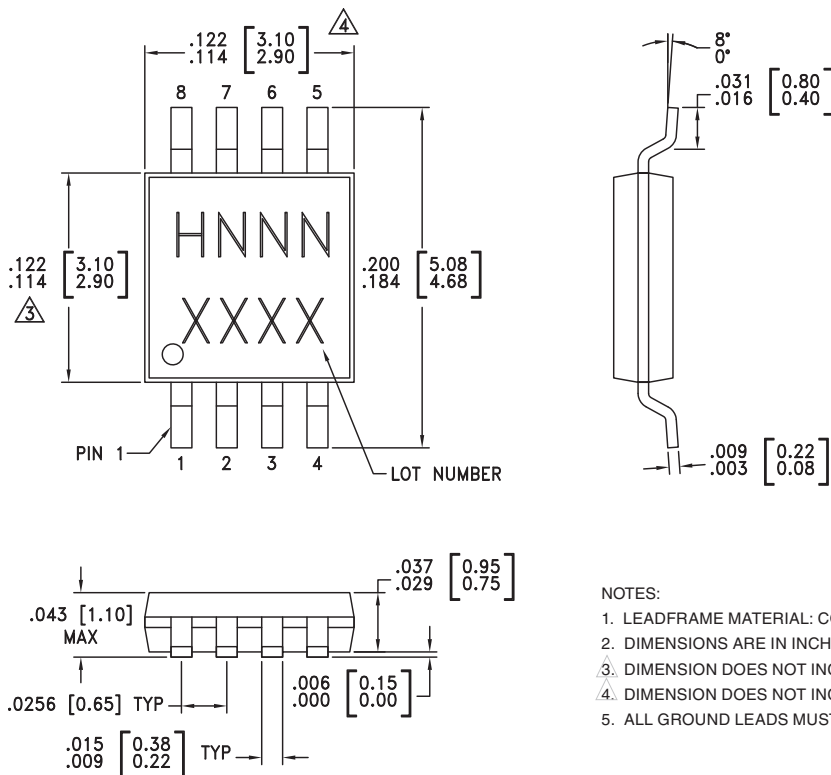 .122 [3.10]
.114 [2.90]
4
8 7 6 5
HNNN
XXXX
.122 [3.10]
.114 [2.90]
3
.200 [5.08]
.184 [4.68]
PIN 1
1 2 3 4
LOT NUMBER
8°
0°
.031 [0.80
.016 [0.40
.009 [0.22]
.003 [0.08]
.043 [1.10]
MAX
.037 [0.95]
.029 [0.75]
.0256 [0.65] TYP
.006 [0.15]
.000 [0.00]
.015 [0.38]
.009 [0.22]
TYP
NOTES:
1. LEADFRAME MATERIAL:
2. DIMENSIONS ARE IN INCH
3. DIMENSION DOES NOT
4. DIMENSION DOES NOT
5. ALL GROUND LEADS MUST